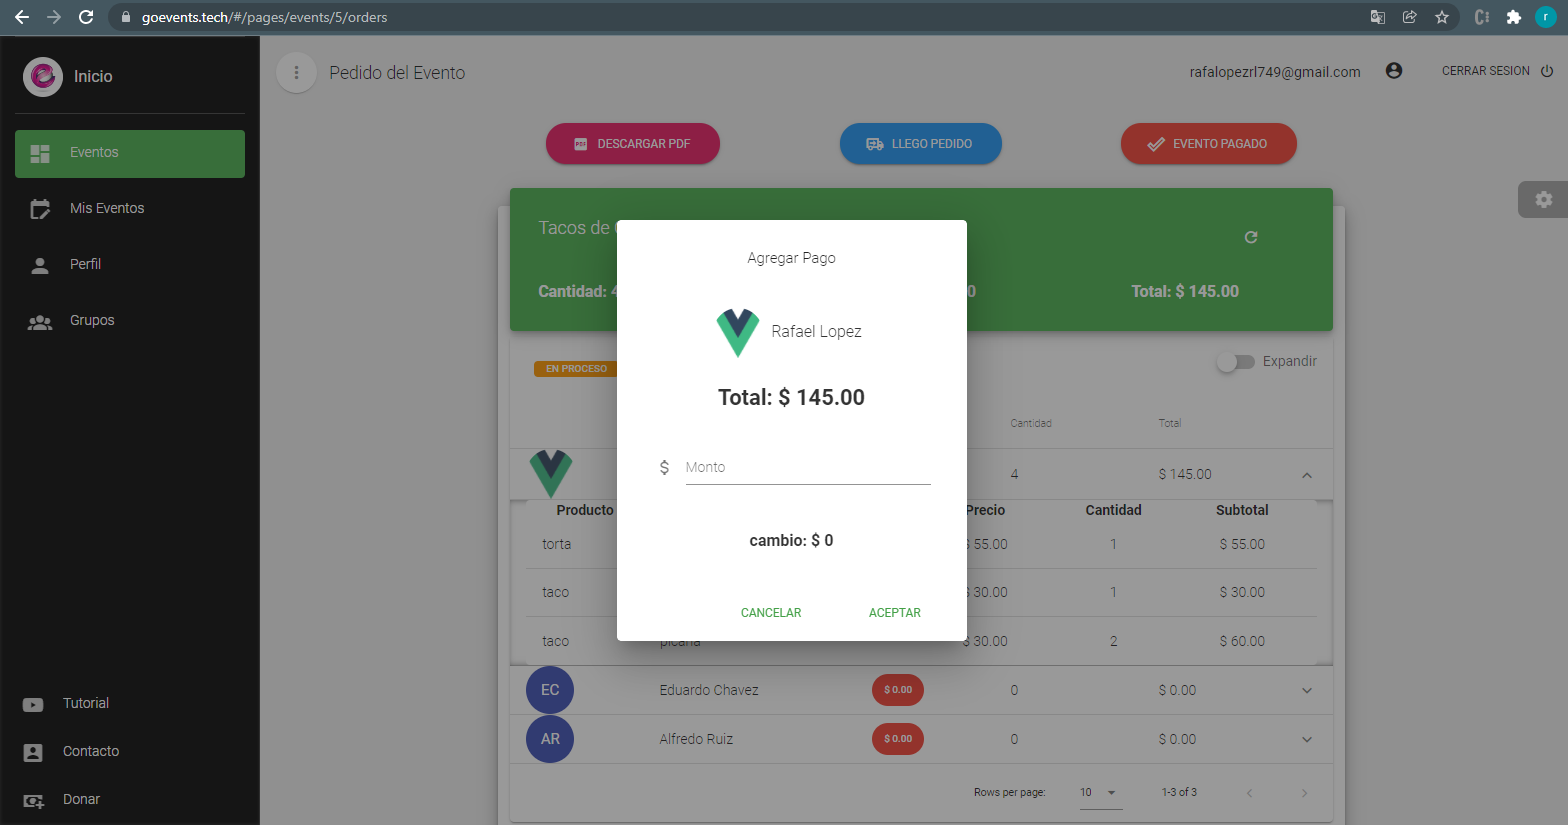 goevents.tech/#/pages/events/5/orders
r
Inicio
Pedido del Evento
rafalopezrl749@gmail.com
CERRAR SESION
Eventos
Mis Eventos
Perfil
Grupos
Tutorial
Contacto
Donar
PDF DESCARGAR PDF
LLEGO PEDIDO
EVENTO PAGADO
Tacos de
Cantidad: 4
0
Total: $ 145.00
EN PROCESO
Expandir
Cantidad
Total
4
$ 145.00
Producto
Precio
Cantidad
Subtotal
torta
$ 55.00
1
$ 55.00
taco
$ 30.00
1
$ 30.00
taco
picaña
$ 30.00
2
$ 60.00
EC
Eduardo Chavez
$ 0.00
0
$ 0.00
AR
Alfredo Ruiz
$ 0.00
0
$ 0.00
Rows per page:
10
1-3 of 3
Agregar Pago
Rafael Lopez
Total: $ 145.00
$ Monto
cambio: $ 0
CANCELAR
ACEPTAR